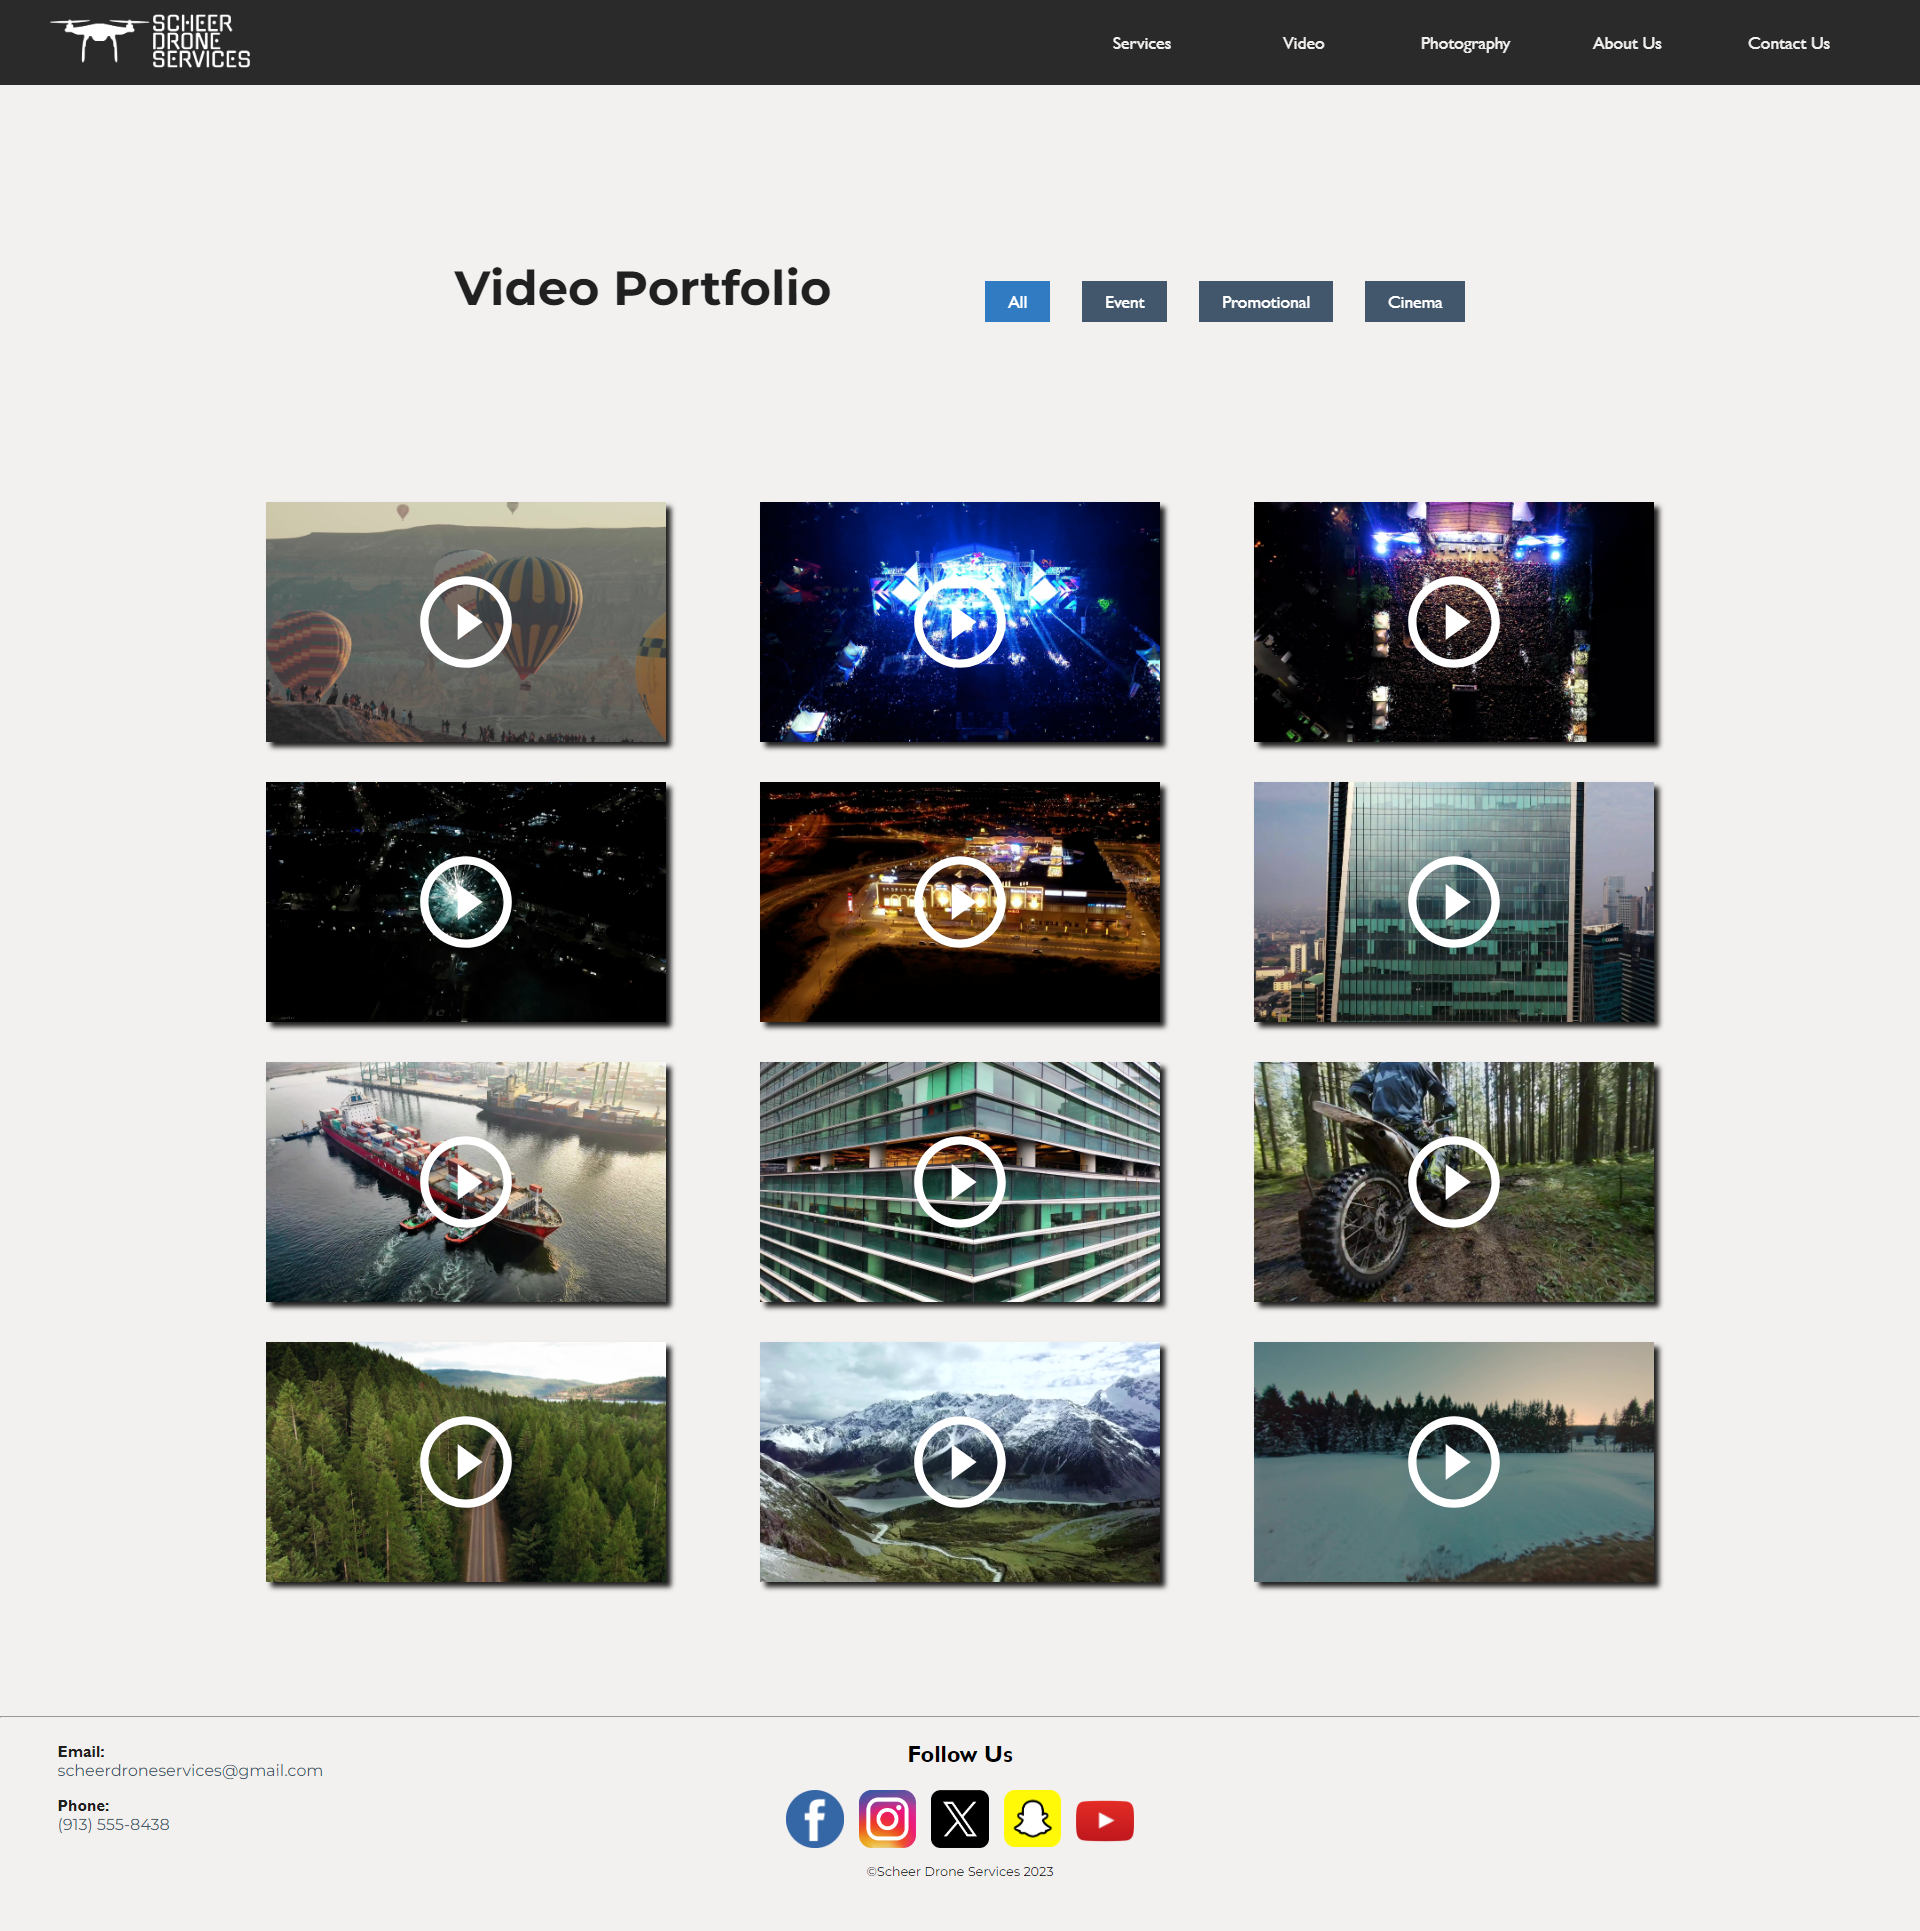 SCHEER
DRONE
SERVICES
Services
Video
Photography
About Us
Contact Us
Video Portfolio
All
Event
Promotional
Cinema
Email:
scheerdroneservices@gmail.com
Phone:
(913) 555-8438
Follow Us
©Scheer Drone Services 2023